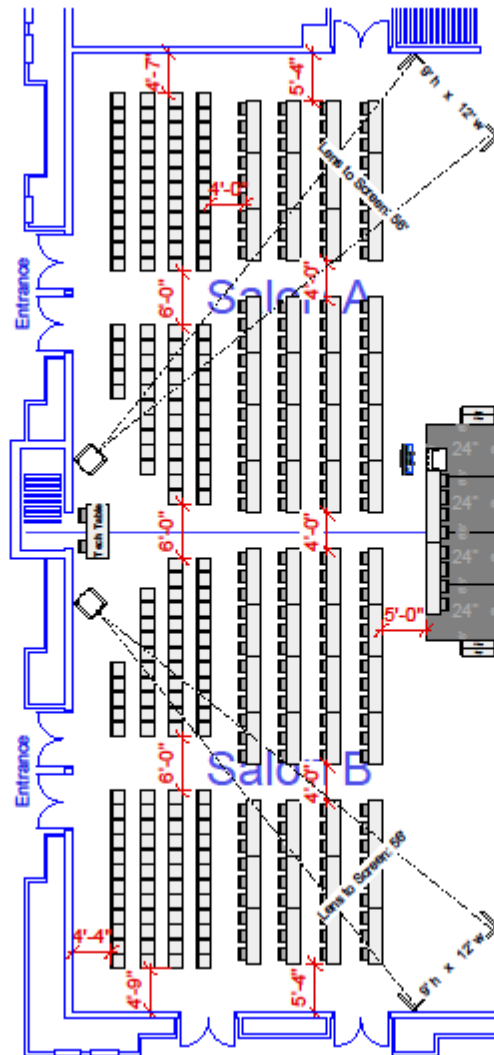 4'-7"
5'-4"
9'h x 12'w
Lens to Screen: 56'
4'-0"
Entrance
Salon A
6'-0"
4'-0"
24"
24"
24"
24"
Tech Table
6'-0"
4'-0"
5'-0"
Entrance
6'-0"
Salon B
4'-0"
Lens to Screen: 56'
4'-4"
4'-9"
5'-4"
9'h x 12'w